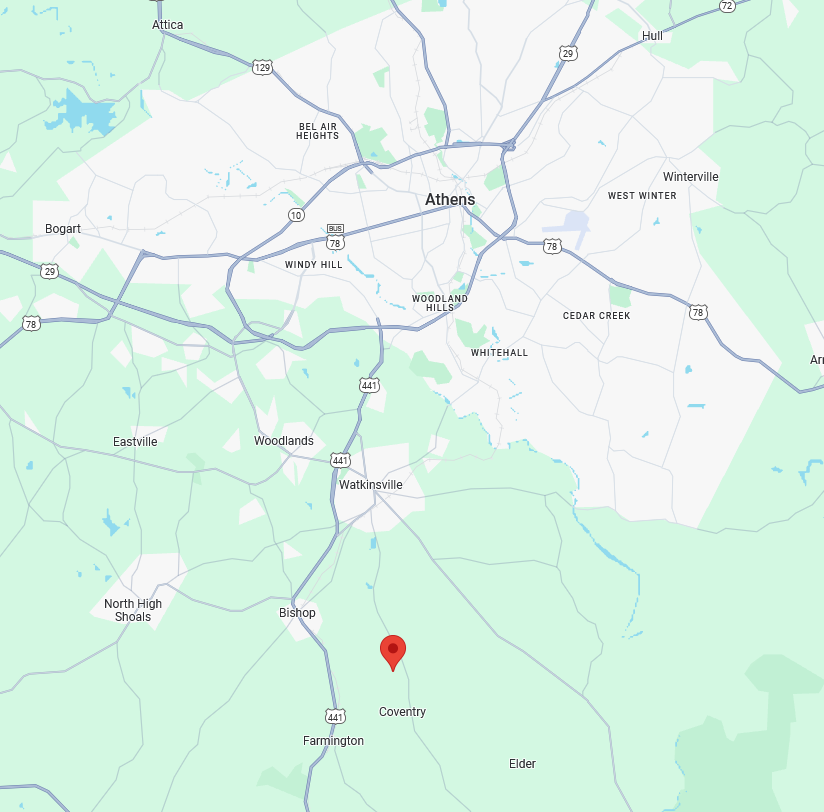 72
Attica
Hull
29
129
BEL AIR
HEIGHTS
Winterville
WEST WINTER
Athens
10
BUS
78
Bogart
78
WINDY HILL
29
WOODLAND
HILLS
78
CEDAR CREEK
78
WHITEHALL
Arn
441
Eastville
Woodlands
441
Watkinsville
North High
Shoals
Bishop
Coventry
441
Farmington
Elder